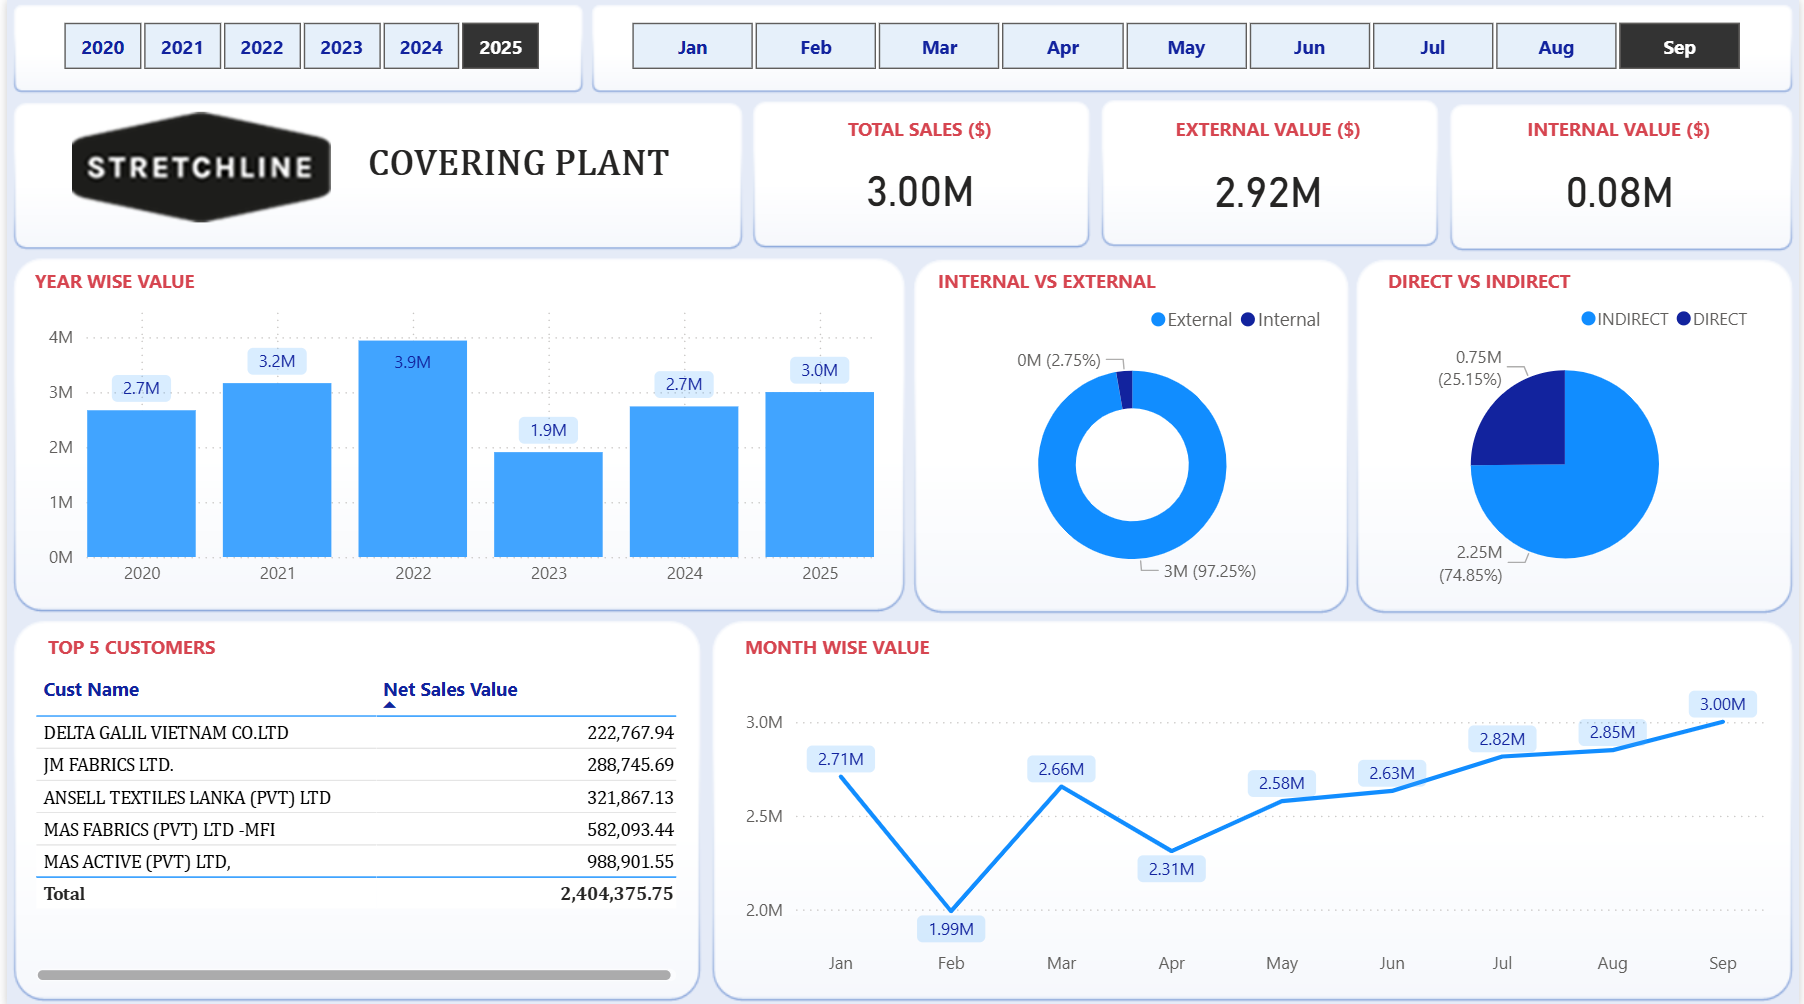 2020 2021 2022 2023 2024 2025
Jan Feb Mar Apr May Jun Jul Aug Sep
STRETCHLINE
COVERING PLANT
TOTAL SALES ($)
3.00M
EXTERNAL VALUE ($)
2.92M
INTERNAL VALUE ($)
0.08M
YEAR WISE VALUE
4M
3M
2M
1M
0M
2.7M
3.2M
3.9M
1.9M
2.7M
3.0M
2020 2021 2022 2023 2024 2025
INTERNAL VS EXTERNAL
External Internal
0M (2.75%)
3M (97.25%)
DIRECT VS INDIRECT
INDIRECT DIRECT
0.75M
(25.15%)
2.25M
(74.85%)
TOP 5 CUSTOMERS
Cust Name Net Sales Value
DELTA GALIL VIETNAM CO.LTD 222,767.94
JM FABRICS LTD. 288,745.69
ANSELL TEXTILES LANKA (PVT) LTD 321,867.13
MAS FABRICS (PVT) LTD -MFI 582,093.44
MAS ACTIVE (PVT) LTD, 988,901.55
Total 2,404,375.75
MONTH WISE VALUE
3.0M
2.5M
2.0M
2.71M
1.99M
2.66M
2.31M
2.58M
2.63M
2.82M
2.85M
3.00M
Jan Feb Mar Apr May Jun Jul Aug Sep